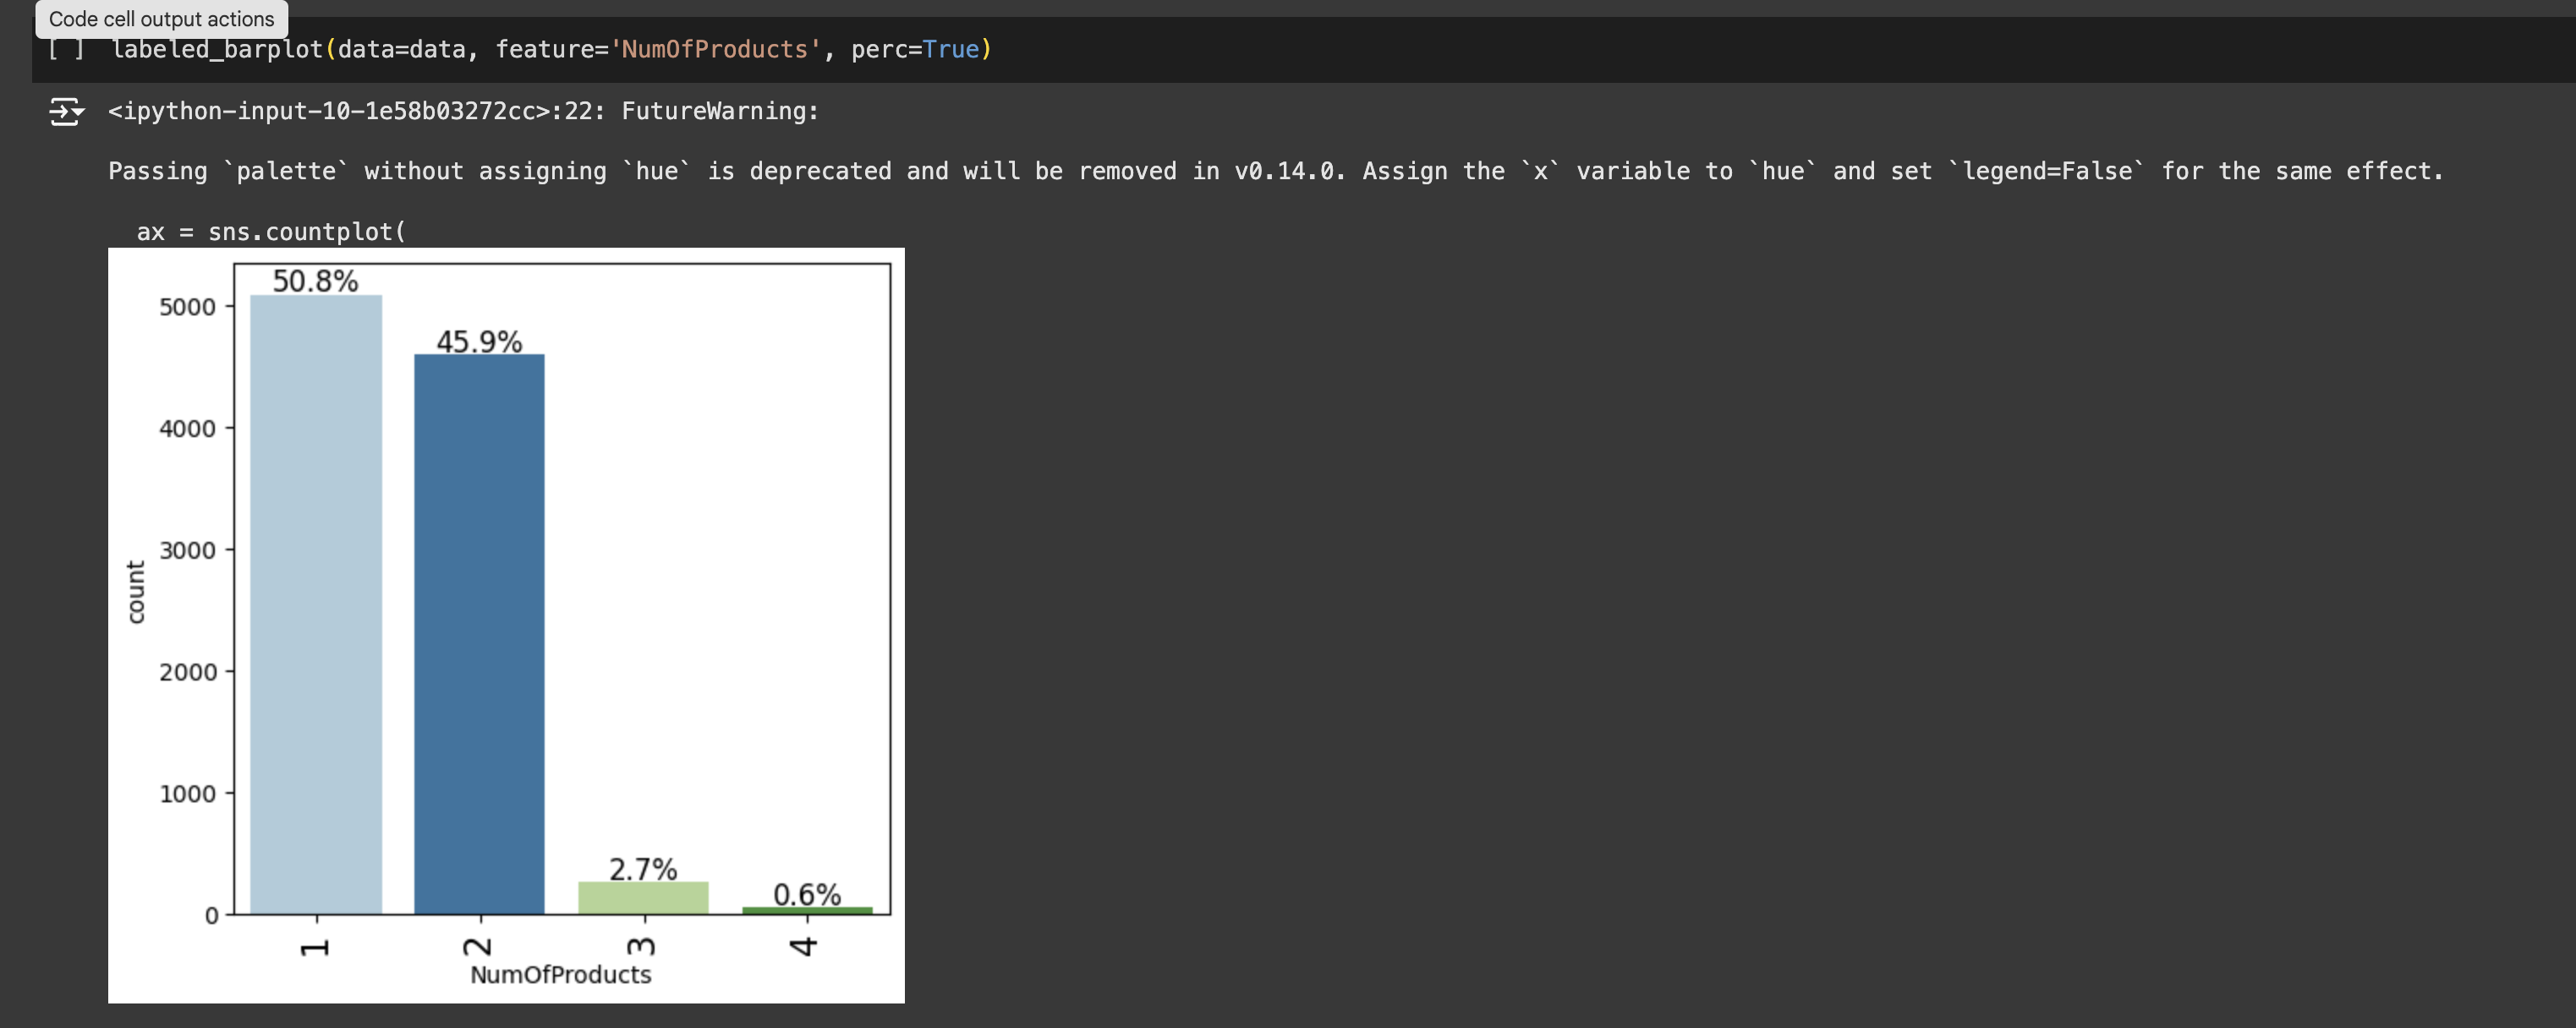 Code cell output actions
[ ] labeled_barplot(data=data, feature='NumOfProducts', perc=True)
<ipython-input-10-1e58b03272cc>:22: FutureWarning:
Passing `palette` without assigning `hue` is deprecated and will be removed in v0.14.0. Assign the `x` variable to `hue` and set `legend=False` for the same effect.
ax = sns.countplot(
50.8%
45.9%
2.7%
0.6%
5000
4000
3000
2000
1000
0
count
1
2
3
4
NumOfProducts